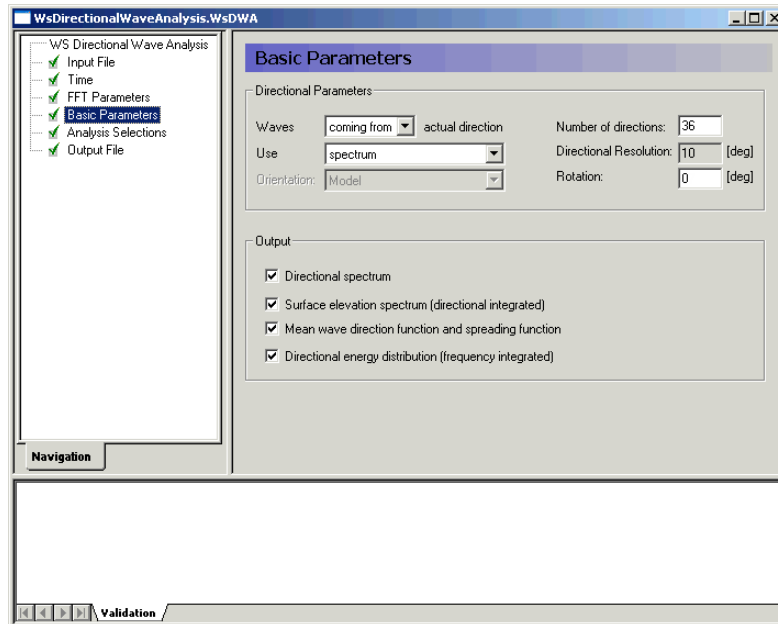 WsDirectionalWaveAnalysis.WsDWA
WS Directional Wave Analysis
Input File
Time
FFT Parameters
Basic Parameters
Analysis Selections
Output File
Navigation
Basic Parameters
Directional Parameters
Waves coming from actual direction
Number of directions: 36
Use spectrum
Directional Resolution: 10 [deg]
Orientation: Model
Rotation: 0 [deg]
Output
Directional spectrum
Surface elevation spectrum (directional integrated)
Mean wave direction function and spreading function
Directional energy distribution (frequency integrated)
Validation